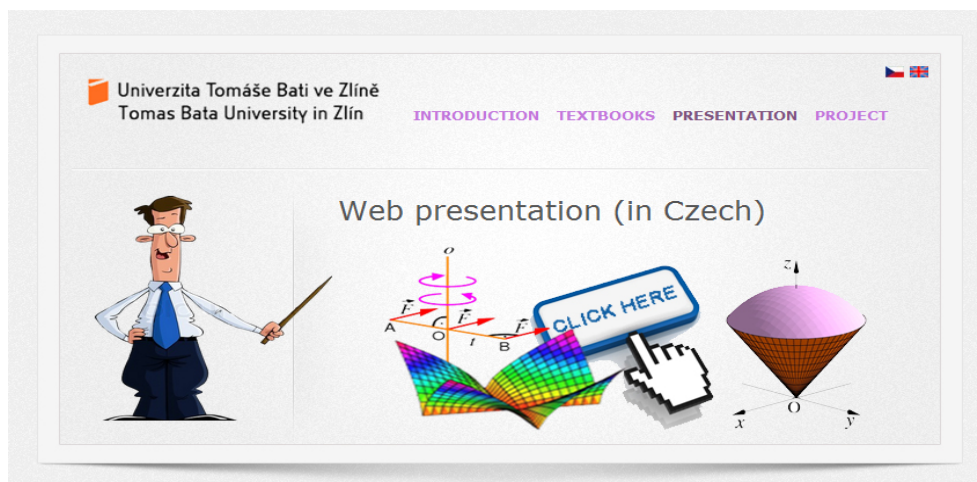 Univerzita Tomáše Bati ve Zlíně
Tomas Bata University in Zlín
INTRODUCTION TEXTBOOKS PRESENTATION PROJECT
Web presentation (in Czech)
o
z
F
F
F
A
O
t
B
CLICK HERE
O
x
y